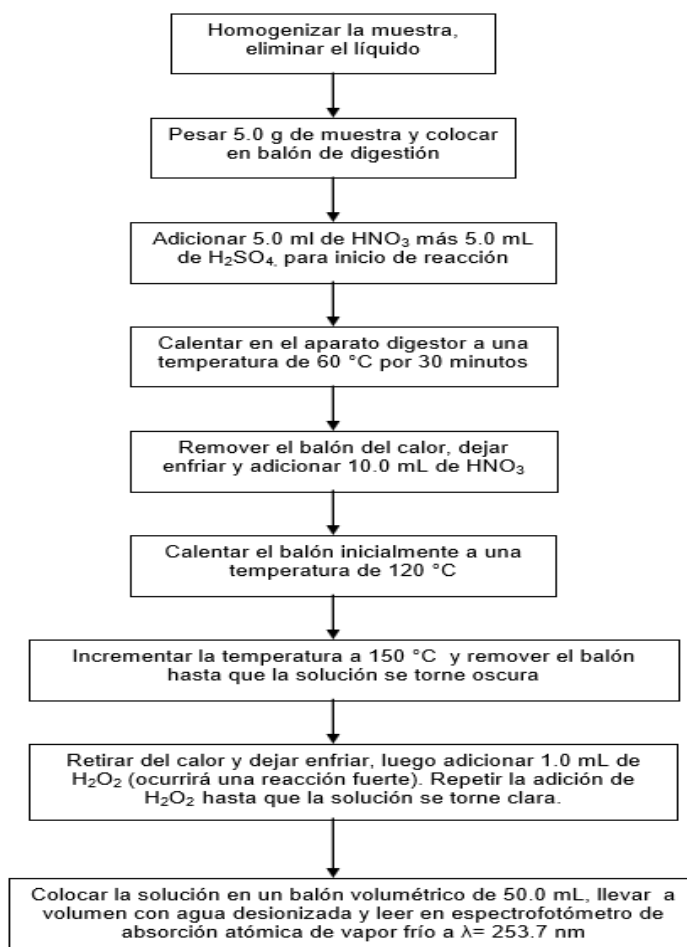 Homogenizar la muestra,
eliminar el líquido
Pesar 5.0 g de muestra y colocar
en balón de digestión
Adicionar 5.0 ml de HNO₃ más 5.0 mL
de H₂SO₄, para inicio de reacción
Calentar en el aparato digestor a una
temperatura de 60 °C por 30 minutos
Remover el balón del calor, dejar
enfriar y adicionar 10.0 mL de HNO₃
Calentar el balón inicialmente a una
temperatura de 120 °C
Incrementar la temperatura a 150 °C y remover el balón
hasta que la solución se torne oscura
Retirar del calor y dejar enfriar, luego adicionar 1.0 mL de
H₂O₂ (ocurrirá una reacción fuerte). Repetir la adición de
H₂O₂ hasta que la solución se torne clara.
Colocar la solución en un balón volumétrico de 50.0 mL, llevar a
volumen con agua desionizada y leer en espectrofotómetro de
absorción atómica de vapor frío a λ= 253.7 nm